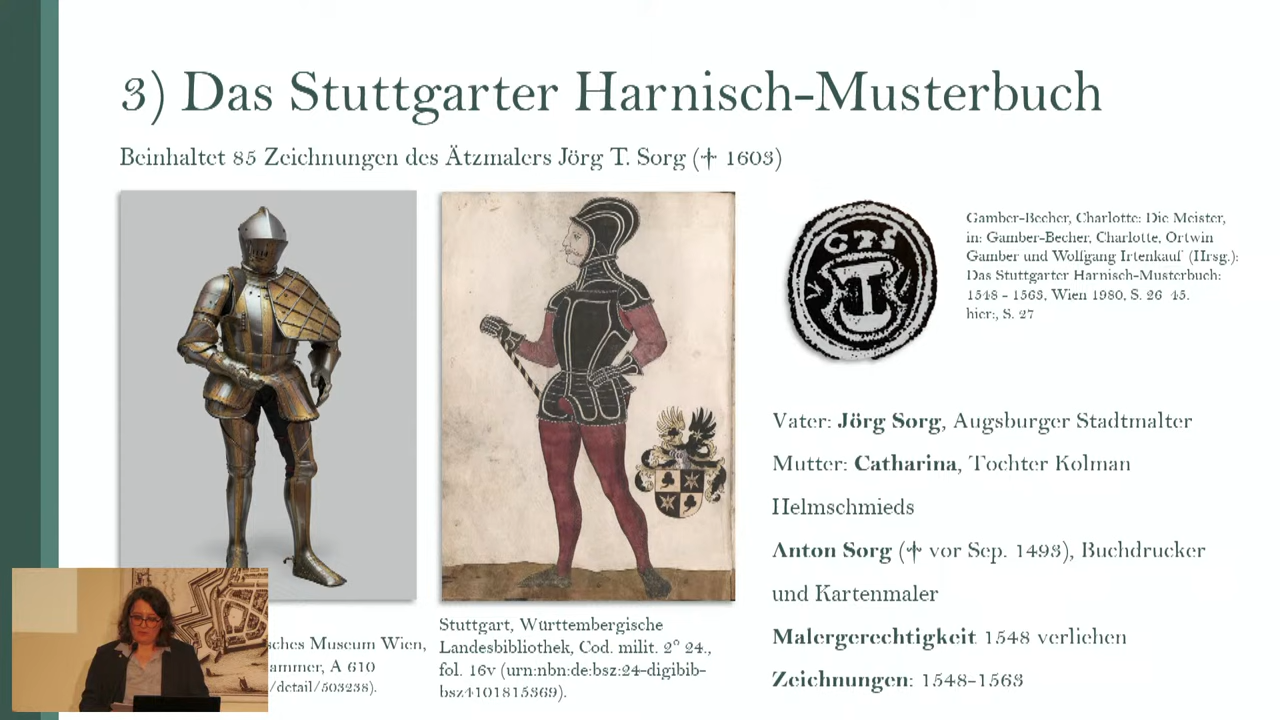 3) Das Stuttgarter Harnisch-Musterbuch
Beinhaltet 85 Zeichnungen des Ätzmalers Jörg T. Sorg († 1603)
Gamber-Becher, Charlotte: Die Meister,
in: Gamber-Becher, Charlotte, Ortwin
Gamber und Wolfgang Irtenkauf (Hrsg.):
Das Stuttgarter Harnisch-Musterbuch:
1548 - 1563, Wien 1980, S. 26 45.
hier:, S. 27
Vater: Jörg Sorg, Augsburger Stadtmalter
Mutter: Catharina, Tochter Kolman
Helmschmieds
Anton Sorg († vor Sep. 1493), Buchdrucker
und Kartenmaler
Malergerechtigkeit 1548 verliehen
Zeichnungen: 1548-1563
sches Museum Wien,
ammer, A 610
/detail/503238).
Stuttgart, Württembergische
Landesbibliothek, Cod. milit. 2° 24.,
fol. 16v (urn:nbn:de:bsz:24-digibib-
bsz4101815369).